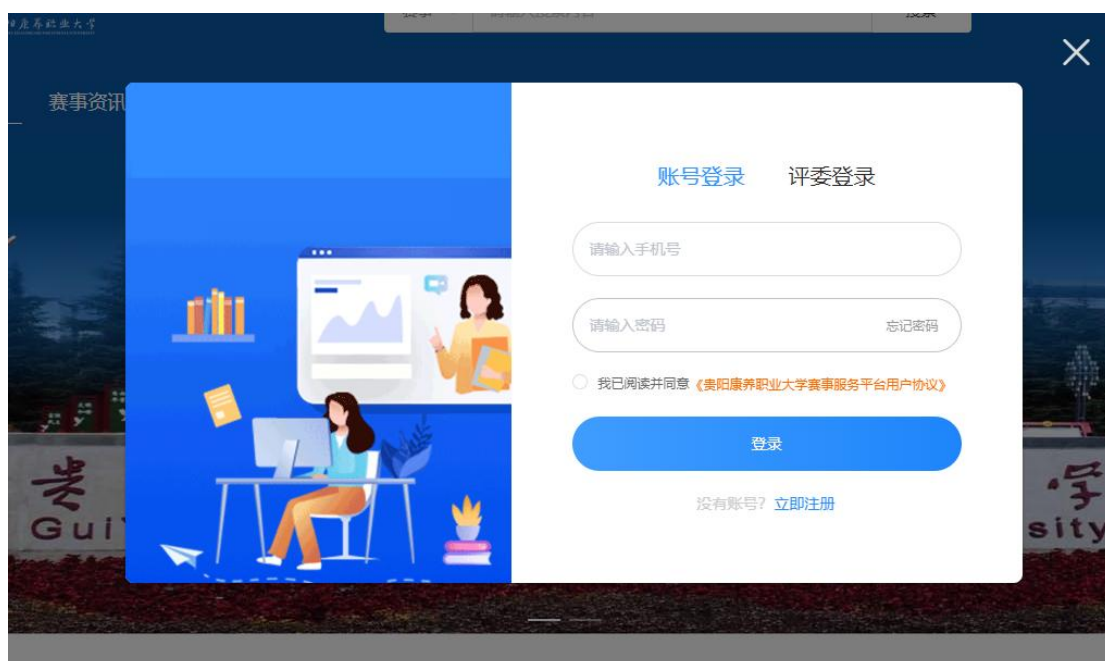 赛事资讯
账号登录 评委登录
请输入手机号
请输入密码 忘记密码
我已阅读并同意《贵阳康养职业大学赛事服务平台用户协议》
登录
没有账号? 立即注册
贵
Gui
学
sity